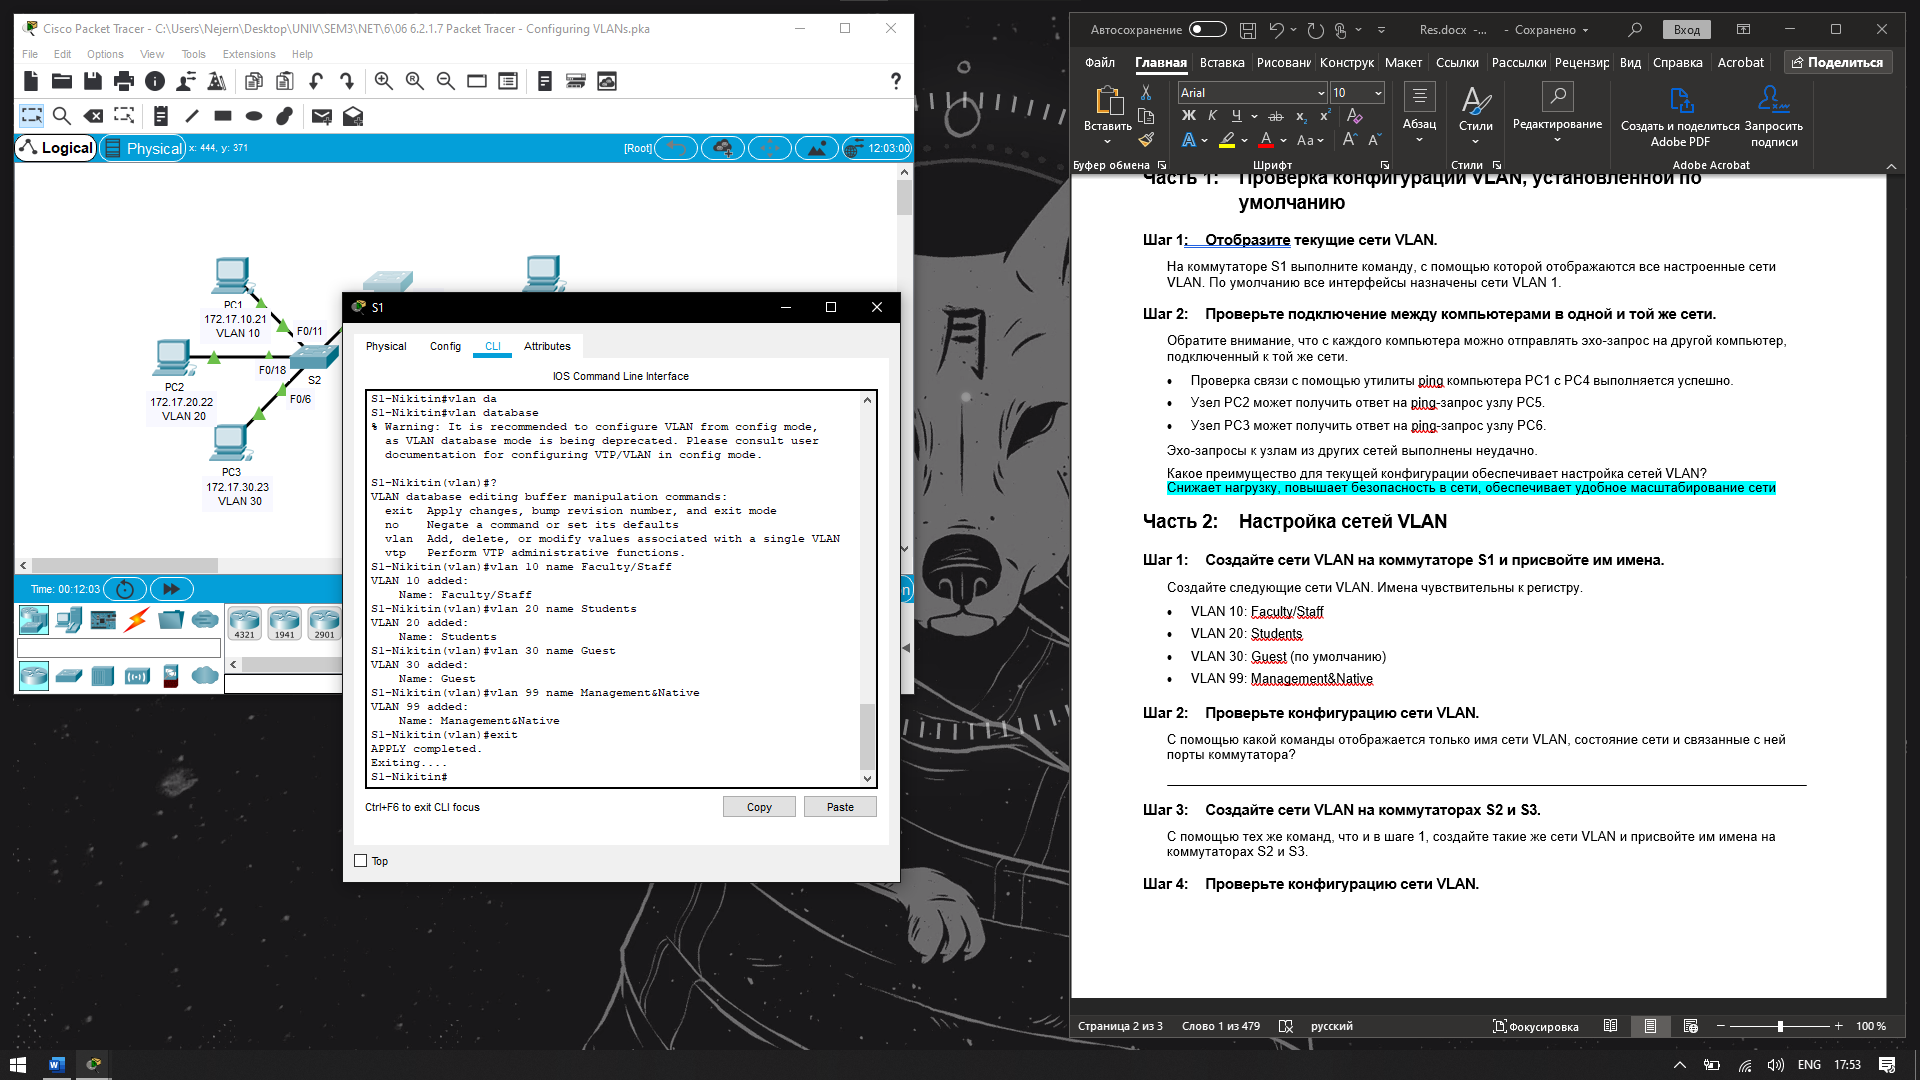 Cisco Packet Tracer - C:\Users\Nejern\Desktop\UNIV\SEM3\NET\6\06 6.2.1.7 Packet Tracer - Configuring VLANs.pka
File Edit Options View Tools Extensions Help
?
Logical Physical x: 444, y: 371 [Root] 12:03:00
PC1
172.17.10.21
VLAN 10
F0/11
PC2
172.17.20.22
VLAN 20
F0/18
S2
F0/6
PC3
172.17.30.23
VLAN 30
Time: 00:12:03
4321 1941 2901
S1
Physical Config CLI Attributes
IOS Command Line Interface
S1-Nikitin#vlan da
S1-Nikitin#vlan database
% Warning: It is recommended to configure VLAN from config mode,
as VLAN database mode is being deprecated. Please consult user
documentation for configuring VTP/VLAN in config mode.
S1-Nikitin(vlan)#?
VLAN database editing buffer manipulation commands:
exit Apply changes, bump revision number, and exit mode
no Negate a command or set its defaults
vlan Add, delete, or modify values associated with a single VLAN
vtp Perform VTP administrative functions.
S1-Nikitin(vlan)#vlan 10 name Faculty/Staff
VLAN 10 added:
Name: Faculty/Staff
S1-Nikitin(vlan)#vlan 20 name Students
VLAN 20 added:
Name: Students
S1-Nikitin(vlan)#vlan 30 name Guest
VLAN 30 added:
Name: Guest
S1-Nikitin(vlan)#vlan 99 name Management&Native
VLAN 99 added:
Name: Management&Native
S1-Nikitin(vlan)#exit
APPLY completed.
Exiting....
S1-Nikitin#
Ctrl+F6 to exit CLI focus Copy Paste
Top
月
Автосохранение Res.docx -... - Сохранено Вход
Файл Главная Вставка Рисовани Конструк Макет Ссылки Рассылки Рецензир Вид Справка Acrobat Поделиться
Вставить
Буфер обмена
Arial 10
Ж К Ч ab x₂ x² A
A A Aa A A
Шрифт
Абзац
Стили
Стили
Редактирование
Создать и поделиться Adobe PDF
Запросить подписи
Adobe Acrobat
Часть 1: Проверка конфигурации VLAN, установленной по
умолчанию
Шаг 1: Отобразите текущие сети VLAN.
На коммутаторе S1 выполните команду, с помощью которой отображаются все настроенные сети
VLAN. По умолчанию все интерфейсы назначены сети VLAN 1.
Шаг 2: Проверьте подключение между компьютерами в одной и той же сети.
Обратите внимание, что с каждого компьютера можно отправлять эхо-запрос на другой компьютер,
подключенный к той же сети.
• Проверка связи с помощью утилиты ping компьютера PC1 с PC4 выполняется успешно.
• Узел PC2 может получить ответ на ping-запрос узлу PC5.
• Узел PC3 может получить ответ на ping-запрос узлу PC6.
Эхо-запросы к узлам из других сетей выполнены неудачно.
Какое преимущество для текущей конфигурации обеспечивает настройка сетей VLAN?
Снижает нагрузку, повышает безопасность в сети, обеспечивает удобное масштабирование сети
Часть 2: Настройка сетей VLAN
Шаг 1: Создайте сети VLAN на коммутаторе S1 и присвойте им имена.
Создайте следующие сети VLAN. Имена чувствительны к регистру.
• VLAN 10: Faculty/Staff
• VLAN 20: Students
• VLAN 30: Guest (по умолчанию)
• VLAN 99: Management&Native
Шаг 2: Проверьте конфигурацию сети VLAN.
С помощью какой команды отображается только имя сети VLAN, состояние сети и связанные с ней
порты коммутатора?
Шаг 3: Создайте сети VLAN на коммутаторах S2 и S3.
С помощью тех же команд, что и в шаге 1, создайте такие же сети VLAN и присвойте им имена на
коммутаторах S2 и S3.
Шаг 4: Проверьте конфигурацию сети VLAN.
Страница 2 из 3 Слово 1 из 479 русский Фокусировка 100 %
ENG 17:53